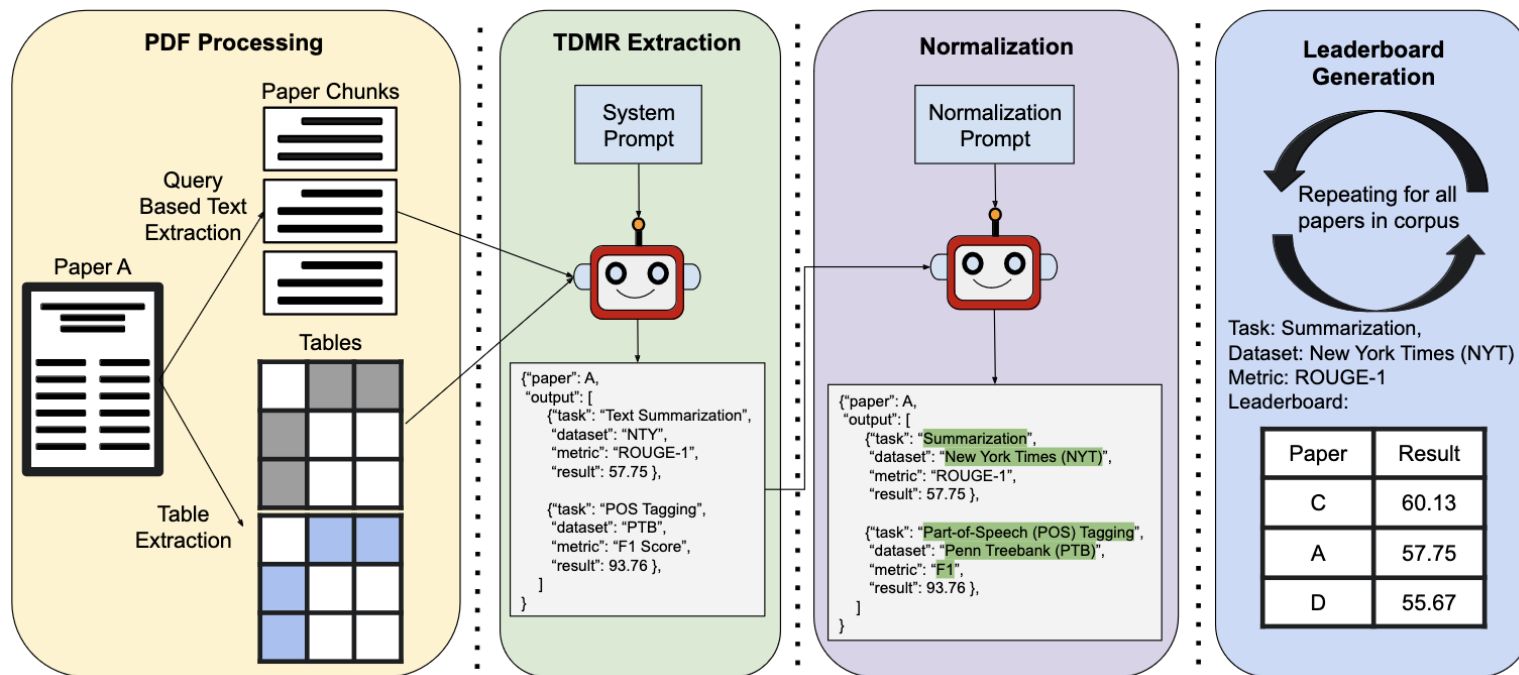 PDF Processing
Paper Chunks
Query
Based Text
Extraction
Paper A
Tables
Table
Extraction
TDMR Extraction
System
Prompt
{“paper”: A,
“output”: [
{“task”: “Text Summarization”,
“dataset”: “NTY”,
“metric”: “ROUGE-1”,
“result”: 57.75 },
{“task”: “POS Tagging”,
“dataset”: “PTB”,
“metric”: “F1 Score”,
“result”: 93.76 },
]
}
Normalization
Normalization
Prompt
{“paper”: A,
“output”: [
{“task”: “Summarization”,
“dataset”: “New York Times (NYT)”,
“metric”: “ROUGE-1”,
“result”: 57.75 },
{“task”: “Part-of-Speech (POS) Tagging”,
“dataset”: “Penn Treebank (PTB)”,
“metric”: “F1”,
“result”: 93.76 },
]
}
Leaderboard
Generation
Repeating for all
papers in corpus
Task: Summarization,
Dataset: New York Times (NYT)
Metric: ROUGE-1
Leaderboard:
Paper Result
C 60.13
A 57.75
D 55.67